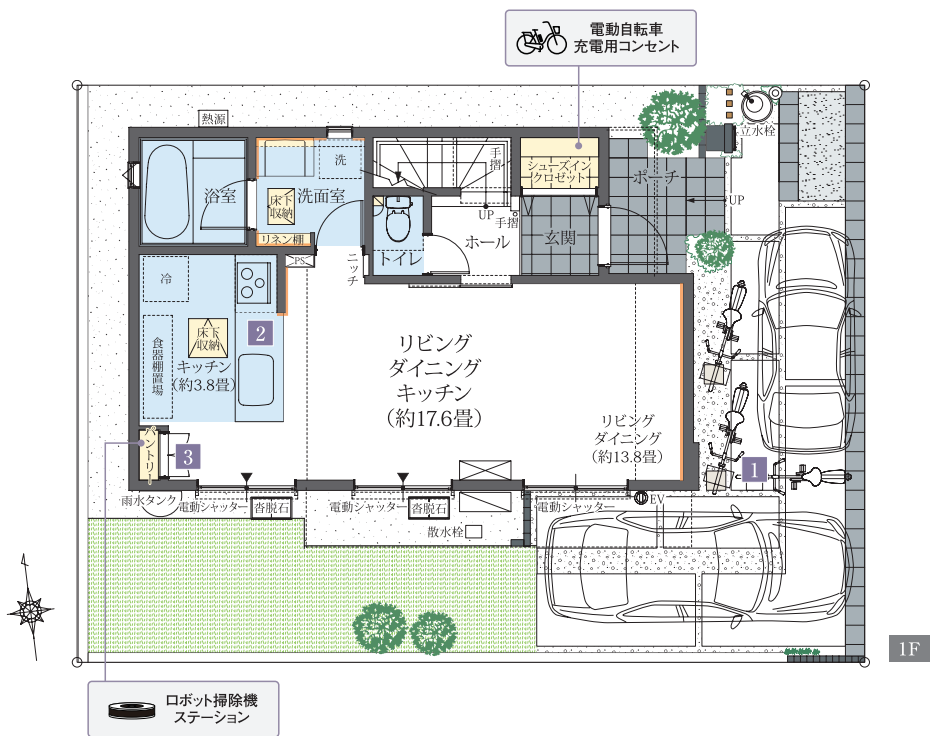 電動自転車
充電用コンセント
熱源
立水栓
浴室
洗
洗面室
床下
収納
リネン棚
手摺
シューズイン
クロゼット
ポーチ
UP
UP
手摺
ホール
玄関
トイレ
ニッチ
PS
冷
床下
収納
2
食器棚置場
キッチン
(約3.8畳)
リビング
ダイニング
キッチン
(約17.6畳)
リビング
ダイニング
(約13.8畳)
パントリー
3
1
雨水タンク
電動シャッター
沓脱石
電動シャッター
沓脱石
電動シャッター
EV
散水栓
1F
ロボット掃除機
ステーション